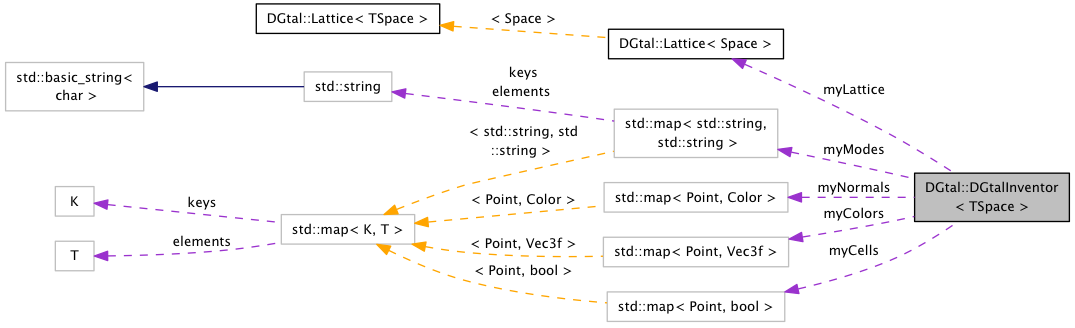 DGtal::Lattice< TSpace >
< Space >
DGtal::Lattice< Space >
std::basic_string<
char >
std::string
keys
elements
myLattice
std::map< std::string,
std::string >
< std::string, std
::string >
myModes
DGtal::DGtalInventor
< TSpace >
K
keys
< Point, Color >
std::map< Point, Color >
myNormals
std::map< K, T >
myColors
T
elements
< Point, Vec3f >
std::map< Point, Vec3f >
myCells
< Point, bool >
std::map< Point, bool >